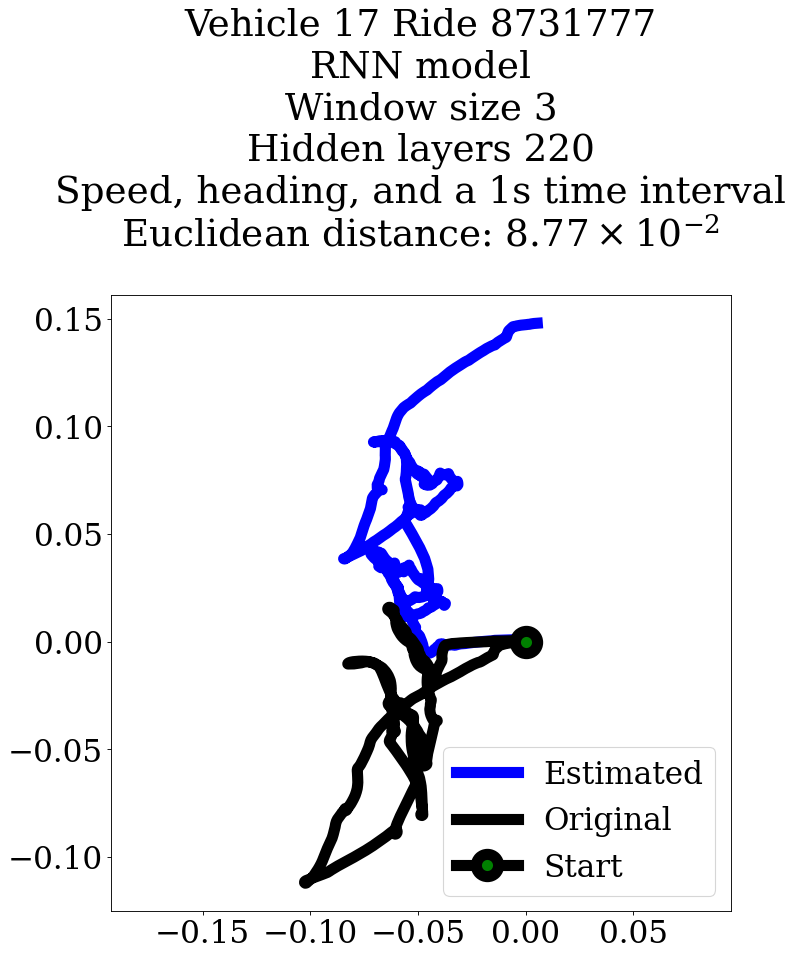 Vehicle 17 Ride 8731777
RNN model
Window size 3
Hidden layers 220
Speed, heading, and a 1s time interval
Euclidean distance: 8.77 × 10⁻²
0.15
0.10
0.05
0.00
−0.05
−0.10
Estimated
Original
Start
−0.15 −0.10 −0.05 0.00 0.05